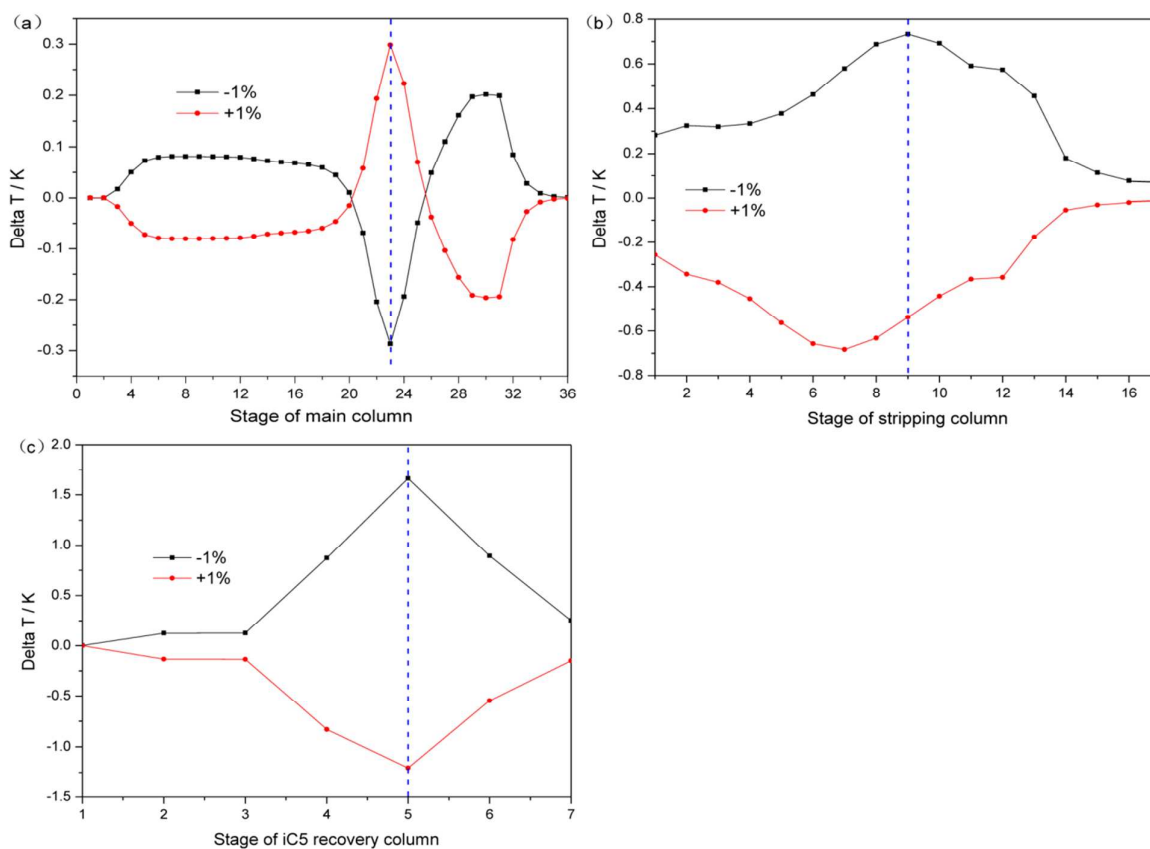 (a)
0.3
0.2
0.1
0.0
-0.1
-0.2
-0.3
Delta T / K
-1%
+1%
0 4 8 12 16 20 24 28 32 36
Stage of main column
(b)
0.8
0.6
0.4
0.2
0.0
-0.2
-0.4
-0.6
-0.8
Delta T / K
-1%
+1%
2 4 6 8 10 12 14 16
Stage of stripping column
(c)
2.0
1.5
1.0
0.5
0.0
-0.5
-1.0
-1.5
Delta T / K
-1%
+1%
1 2 3 4 5 6 7
Stage of iC5 recovery column